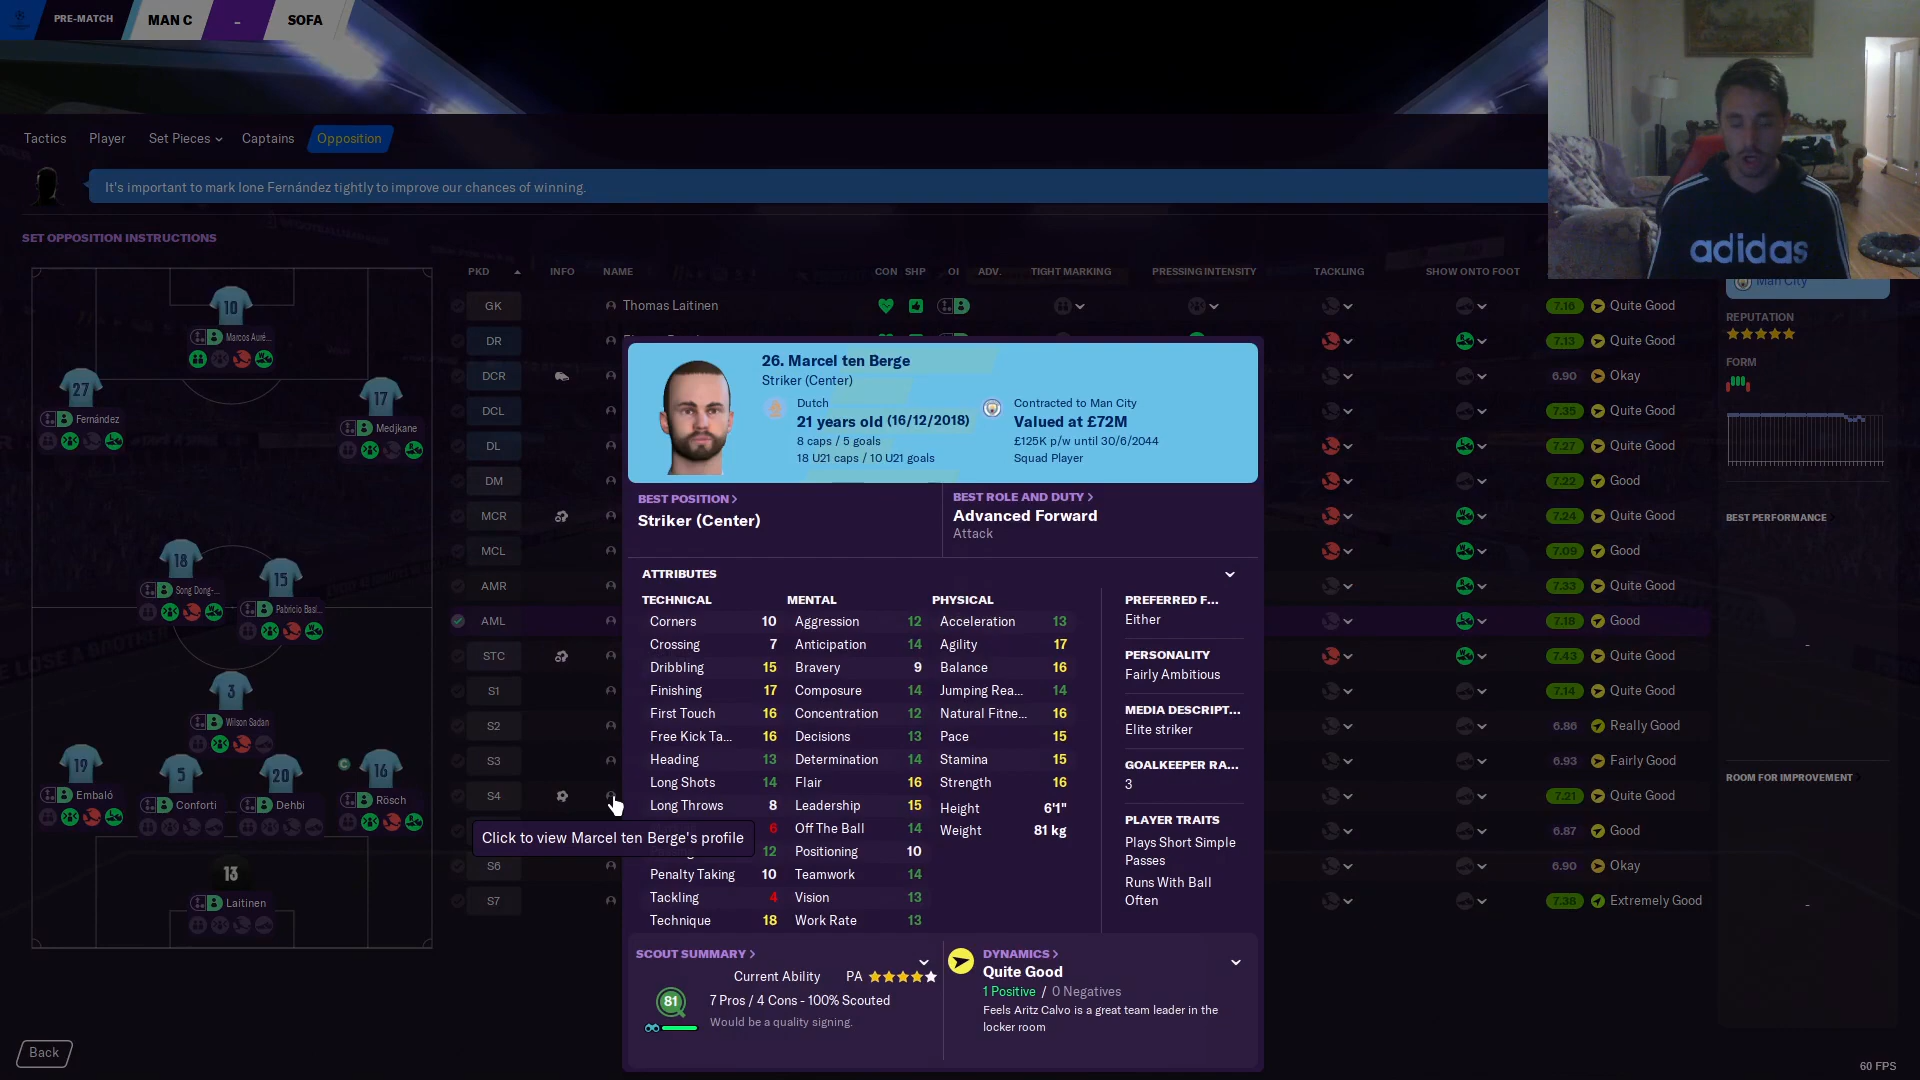 PRE-MATCH
MAN C
-
SOFA
Tactics
Player
Set Pieces
Captains
Opposition
It's important to mark Ione Fernández tightly to improve our chances of winning.
adidas
SET OPPOSITION INSTRUCTIONS
PKD
INFO
NAME
CON
SHP
OI
ADV.
TIGHT MARKING
PRESSING INTENSITY
TACKLING
SHOW ONTO FOOT
GK
Thomas Laitinen
7.16
Quite Good
DR
7.13
Quite Good
DCR
6.90
Okay
DCL
7.35
Quite Good
DL
7.27
Quite Good
DM
7.22
Good
MCR
7.24
Quite Good
MCL
7.09
Good
AMR
7.33
Quite Good
AML
7.18
Good
STC
7.43
Quite Good
S1
7.14
Quite Good
S2
6.86
Really Good
S3
6.93
Fairly Good
S4
7.21
Quite Good
6.87
Good
S6
6.90
Okay
S7
7.38
Extremely Good
10
Marcos Auré...
27
Fernández
17
Medjkane
18
Song Dong-...
15
3
Wilson Sadan
19
Embaló
5
Conforti
20
Dehbi
16
Rösch
13
Laitinen
26. Marcel ten Berge
Striker (Center)
Dutch
21 years old (16/12/2018)
8 caps / 5 goals
18 U21 caps / 10 U21 goals
Contracted to Man City
Valued at £72M
£125K p/w until 30/6/2044
Squad Player
BEST POSITION
Striker (Center)
BEST ROLE AND DUTY
Advanced Forward
Attack
ATTRIBUTES
TECHNICAL
Corners 10
Crossing 7
Dribbling 15
Finishing 17
First Touch 16
Free Kick Ta... 16
Heading 13
Long Shots 14
Long Throws 8
6
12
Penalty Taking 10
Tackling 4
Technique 18
MENTAL
Aggression 12
Anticipation 14
Bravery 9
Composure 14
Concentration 12
Decisions 13
Determination 14
Flair 16
Leadership 15
Off The Ball 14
Positioning 10
Teamwork 14
Vision 13
Work Rate 13
PHYSICAL
Acceleration 13
Agility 17
Balance 16
Jumping Rea... 14
Natural Fitne... 16
Pace 15
Stamina 15
Strength 16
Height 6'1"
Weight 81 kg
PREFERRED F...
Either
PERSONALITY
Fairly Ambitious
MEDIA DESCRIPT...
Elite striker
GOALKEEPER RA...
3
PLAYER TRAITS
Plays Short Simple
Passes
Runs With Ball
Often
Click to view Marcel ten Berge's profile
SCOUT SUMMARY
Current Ability
PA
81
7 Pros / 4 Cons - 100% Scouted
Would be a quality signing.
DYNAMICS
Quite Good
1 Positive / 0 Negatives
Feels Aritz Calvo is a great team leader in the
locker room
Man City
REPUTATION
FORM
BEST PERFORMANCE
-
ROOM FOR IMPROVEMENT
-
Back
60 FPS